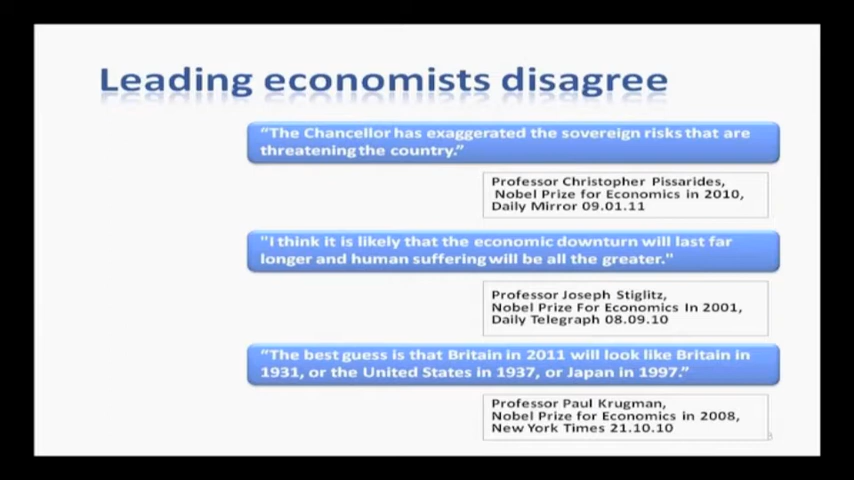 Leading economists disagree
“The Chancellor has exaggerated the sovereign risks that are
threatening the country.”
Professor Christopher Pissarides,
Nobel Prize for Economics in 2010,
Daily Mirror 09.01.11
"I think it is likely that the economic downturn will last far
longer and human suffering will be all the greater."
Professor Joseph Stiglitz,
Nobel Prize For Economics In 2001,
Daily Telegraph 08.09.10
“The best guess is that Britain in 2011 will look like Britain in
1931, or the United States in 1937, or Japan in 1997.”
Professor Paul Krugman,
Nobel Prize for Economics in 2008,
New York Times 21.10.10